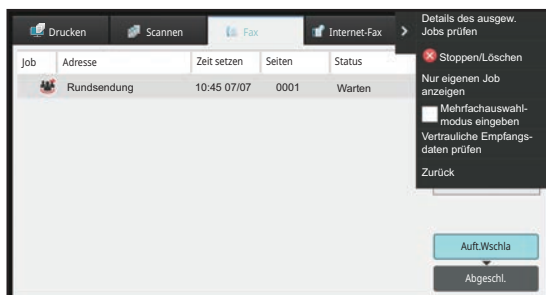 Drucken
Scannen
Fax
Internet-Fax
Job Adresse Zeit setzen Seiten Status
Rundsendung 10:45 07/07 0001 Warten
Details des ausgew.
Jobs prüfen
Stoppen/Löschen
Nur eigenen Job
anzeigen
Mehrfachauswahl-
modus eingeben
Vertrauliche Empfangs-
daten prüfen
Zurück
Auft.Wschla
Abgeschl.